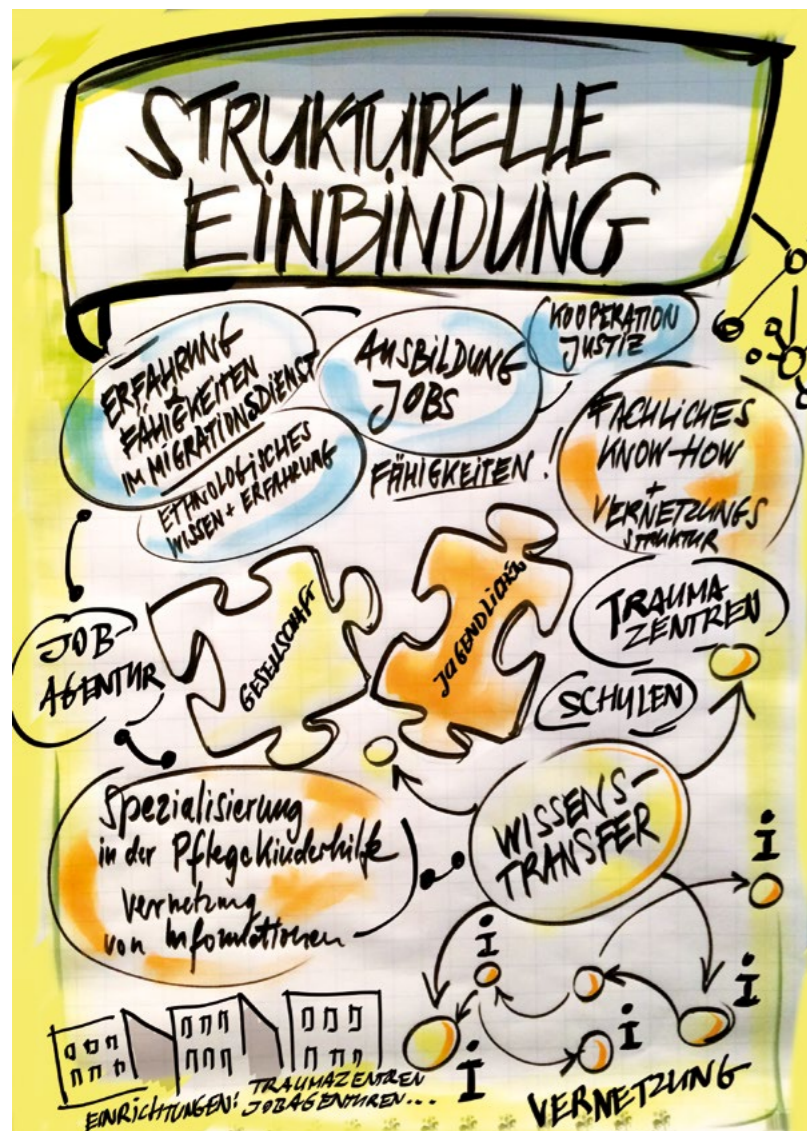 STRUKTURELLE
EINBINDUNG
ERFAHRUNG
+
FÄHIGKEITEN
IM MIGRATIONSDIENST
ETHNOLOGISCHES
WISSEN + ERFAHRUNG
AUSBILDUNG
JOBS
FÄHIGKEITEN!
KOOPERATION
JUSTIZ
FACHLICHES
KNOW-HOW
+
VERNETZUNGS
STRUKTUR
GESELLSCHAFT
JUGENDLICHER
TRAUMA
ZENTREN
SCHULEN
JOB-
AGENTUR
Spezialisierung
in der Pflegekinderhilfe
Vernetzung
von Informationen
WISSENS-
TRANSFER
i
i
i
i
i
VERNETZUNG
EINRICHTUNGEN: TRAUMAZENTREN
JOBAGENTUREN...